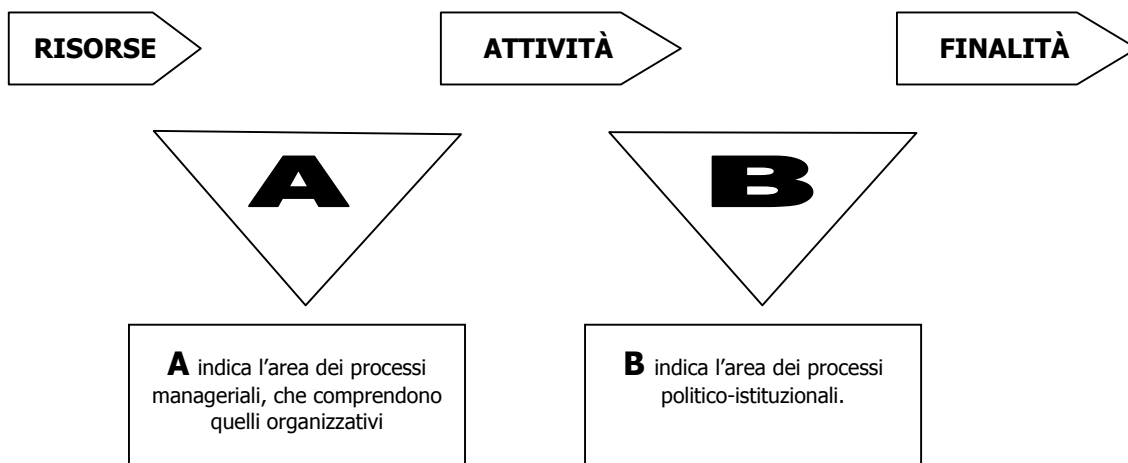 RISORSE
ATTIVITÀ
FINALITÀ
A
B
A indica l’area dei processi
manageriali, che comprendono
quelli organizzativi
B indica l’area dei processi
politico-istituzionali.